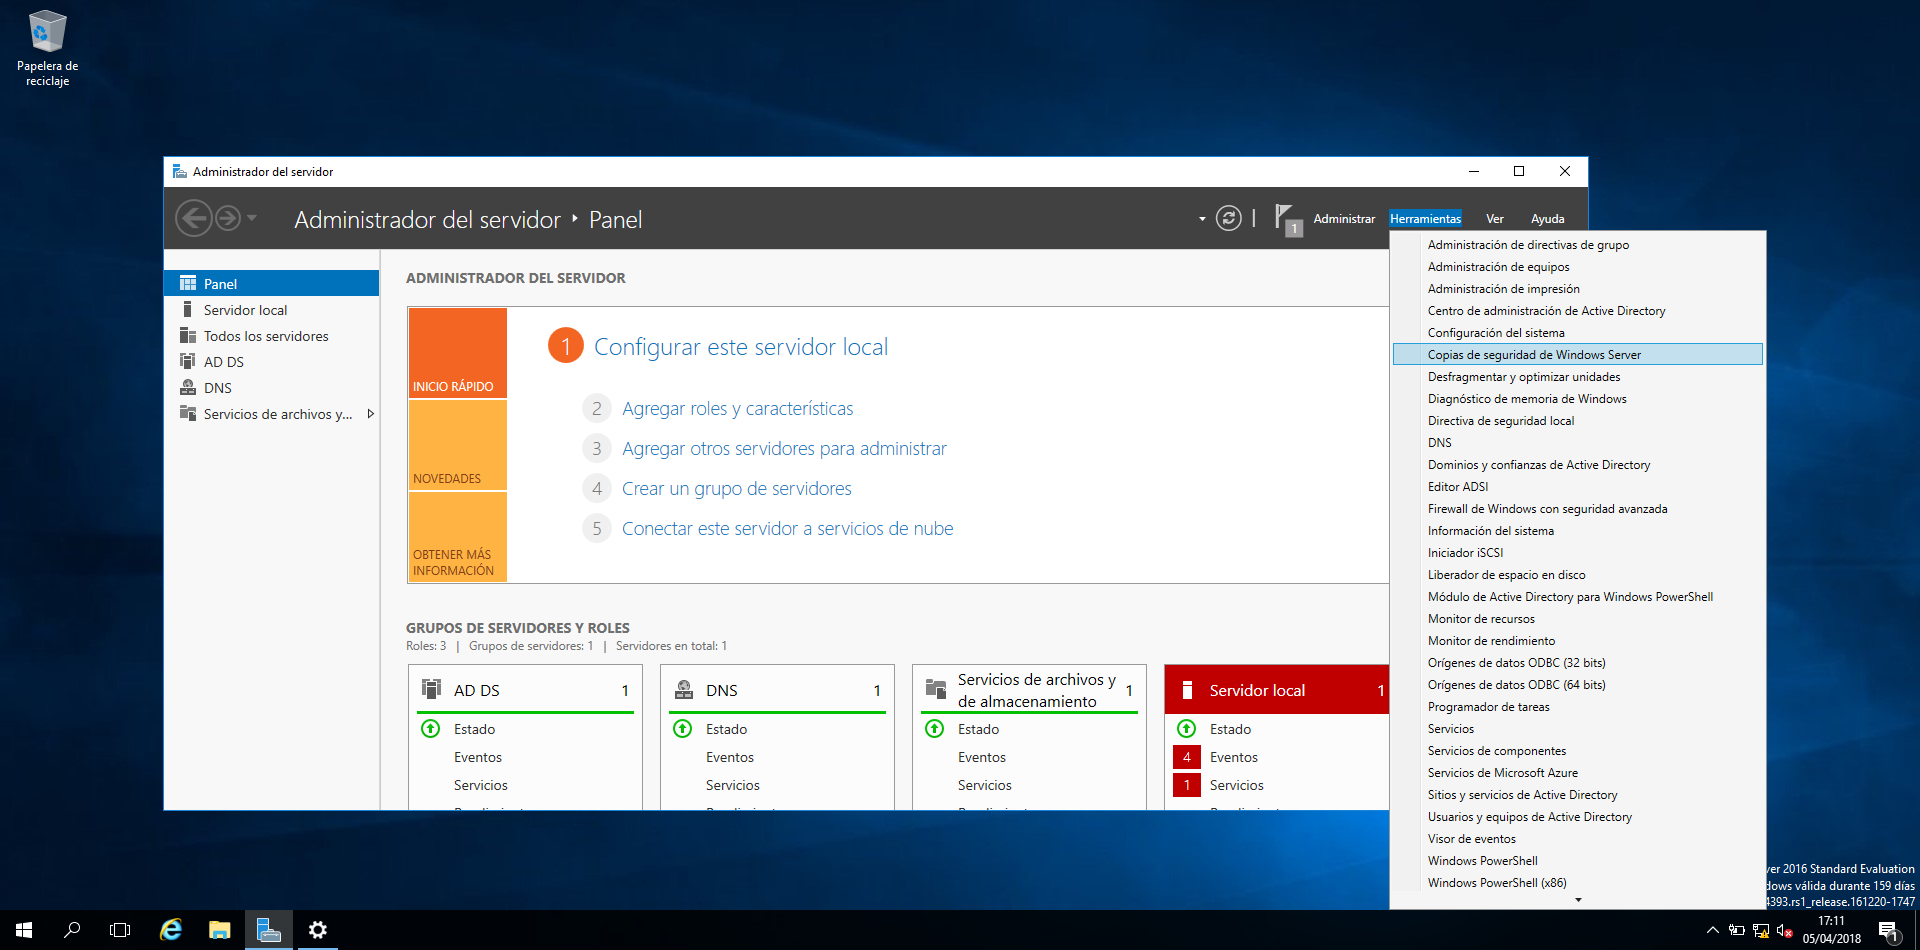 Papelera de
reciclaje
Administrador del servidor
Administrador del servidor ‣ Panel
1
Administrar
Herramientas
Ver
Ayuda
Panel
Servidor local
Todos los servidores
AD DS
DNS
Servicios de archivos y...
ADMINISTRADOR DEL SERVIDOR
INICIO RÁPIDO
NOVEDADES
OBTENER MÁS
INFORMACIÓN
1 Configurar este servidor local
2 Agregar roles y características
3 Agregar otros servidores para administrar
4 Crear un grupo de servidores
5 Conectar este servidor a servicios de nube
GRUPOS DE SERVIDORES Y ROLES
Roles: 3 | Grupos de servidores: 1 | Servidores en total: 1
AD DS 1
Estado
Eventos
Servicios
DNS 1
Estado
Eventos
Servicios
Servicios de archivos y
de almacenamiento 1
Estado
Eventos
Servicios
Servidor local 1
Estado
4 Eventos
1 Servicios
Administración de directivas de grupo
Administración de equipos
Administración de impresión
Centro de administración de Active Directory
Configuración del sistema
Copias de seguridad de Windows Server
Desfragmentar y optimizar unidades
Diagnóstico de memoria de Windows
Directiva de seguridad local
DNS
Dominios y confianzas de Active Directory
Editor ADSI
Firewall de Windows con seguridad avanzada
Información del sistema
Iniciador iSCSI
Liberador de espacio en disco
Módulo de Active Directory para Windows PowerShell
Monitor de recursos
Monitor de rendimiento
Orígenes de datos ODBC (32 bits)
Orígenes de datos ODBC (64 bits)
Programador de tareas
Servicios
Servicios de componentes
Servicios de Microsoft Azure
Sitios y servicios de Active Directory
Usuarios y equipos de Active Directory
Visor de eventos
Windows PowerShell
Windows PowerShell (x86)
ver 2016 Standard Evaluation
dows válida durante 159 días
4393.rs1_release.161220-1747
17:11
05/04/2018
1